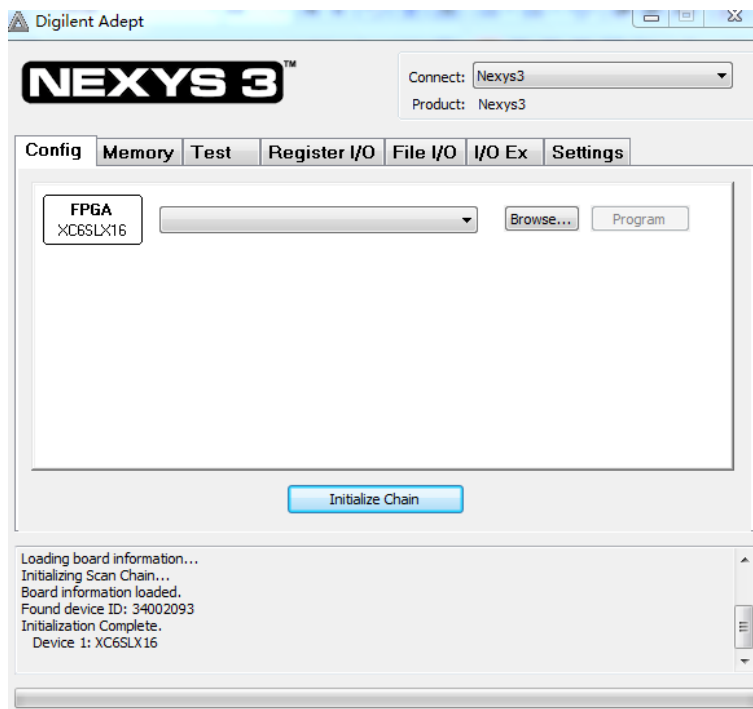 Digilent Adept
NEXYS 3™
Connect: Nexys3
Product: Nexys3
Config Memory Test Register I/O File I/O I/O Ex Settings
FPGA
XC6SLX16
Browse... Program
Initialize Chain
Loading board information...
Initializing Scan Chain...
Board information loaded.
Found device ID: 34002093
Initialization Complete.
Device 1: XC6SLX16